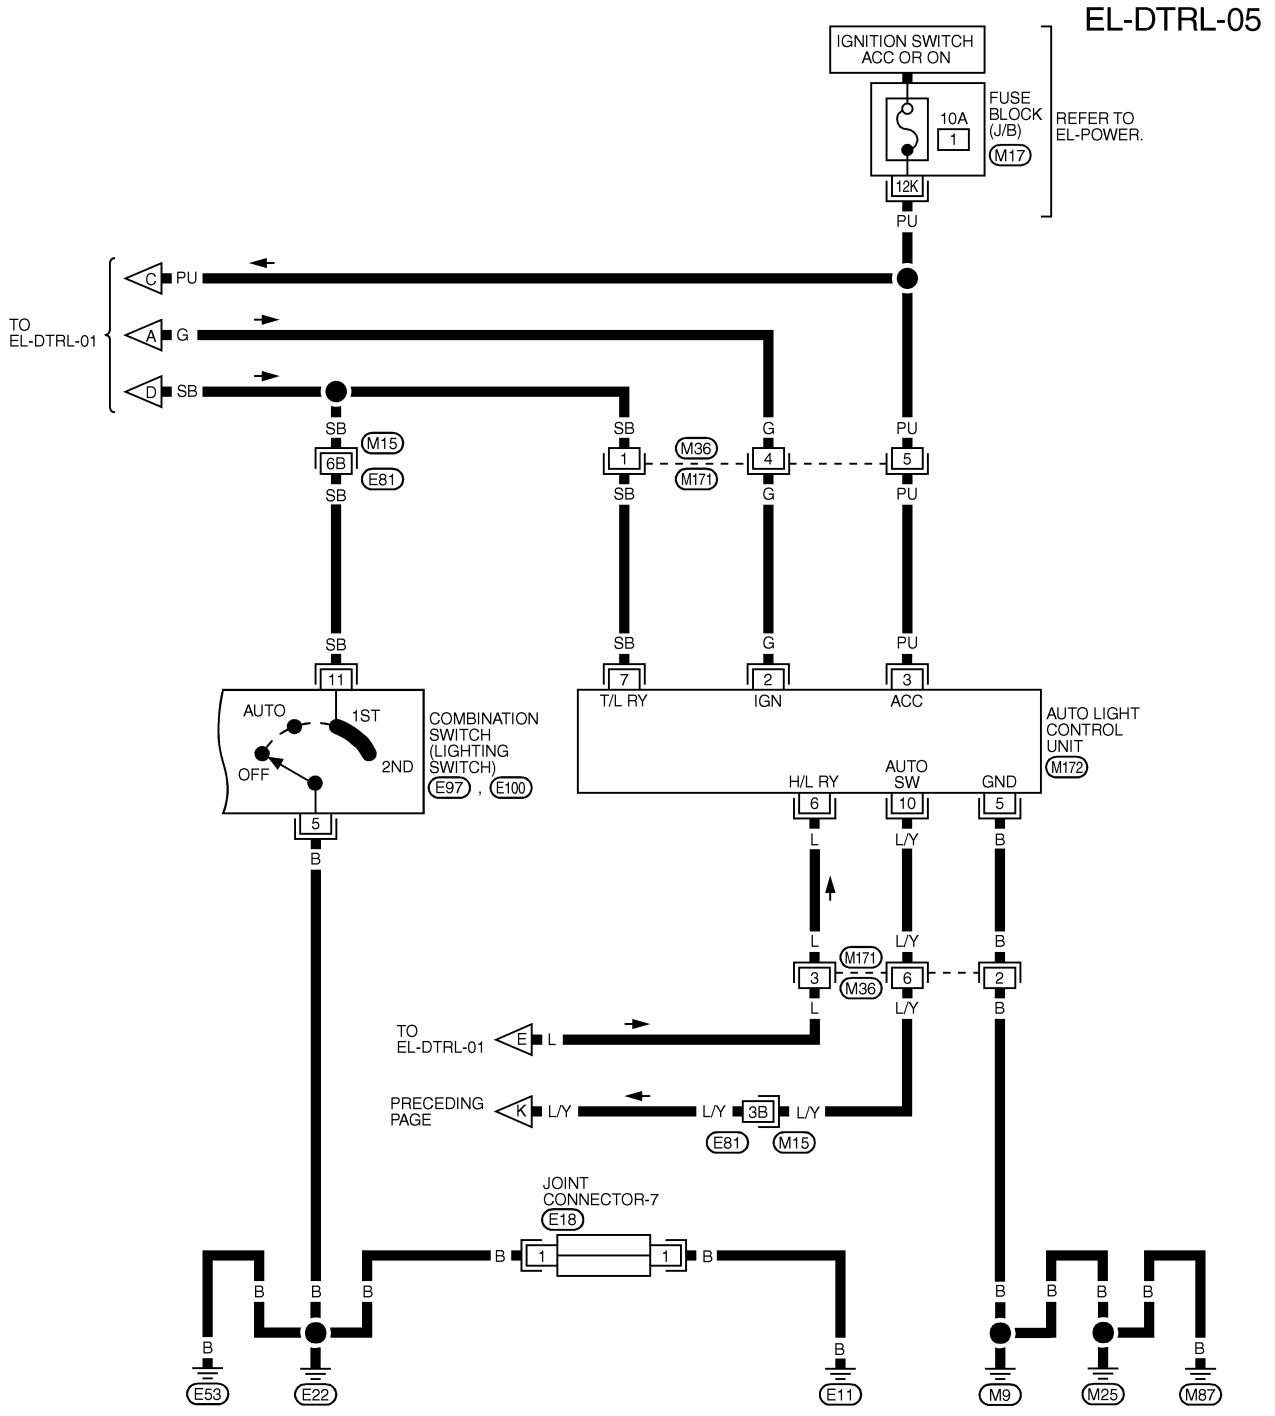 EL-DTRL-05
IGNITION SWITCH
ACC OR ON
FUSE
BLOCK
(J/B)
M17
10A
1
REFER TO
EL-POWER.
12K
PU
C PU
TO
EL-DTRL-01
A G
D SB
SB
G
PU
M15
6B
E81
1
M36
M171
4
5
SB
SB
G
PU
SB
SB
G
PU
11
7
2
3
T/L RY
IGN
ACC
AUTO
1ST
OFF
2ND
COMBINATION
SWITCH
(LIGHTING
SWITCH)
E97 , E100
AUTO LIGHT
CONTROL
UNIT
M172
H/L RY
AUTO
SW
GND
5
6
10
5
B
L
L/Y
B
L
L/Y
B
M171
3
6
2
M36
L
L/Y
B
TO
EL-DTRL-01
E L
PRECEDING
PAGE
K L/Y
L/Y 3B L/Y
E81
M15
JOINT
CONNECTOR-7
E18
B 1
1 B
B
B
B
B
B
B
B
B
B
B
E53
E22
E11
M9
M25
M87